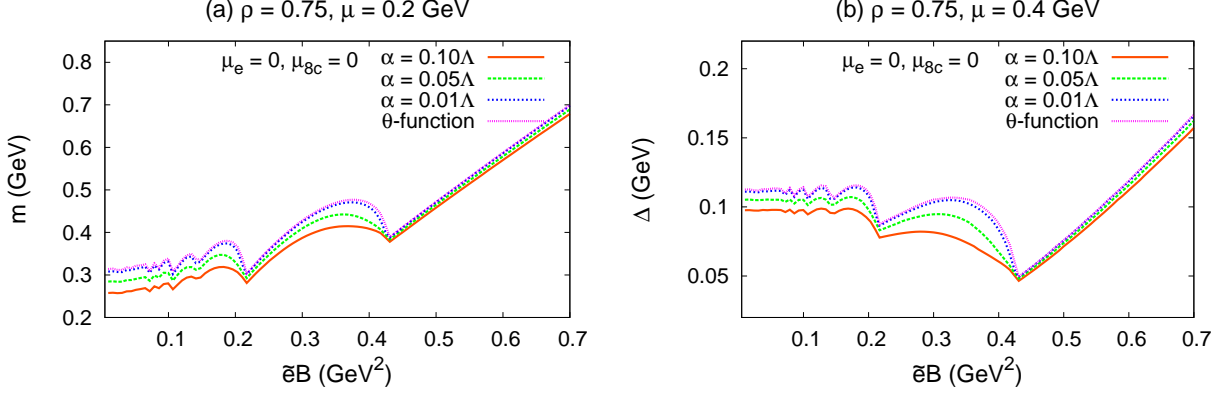 (a) ρ = 0.75, μ = 0.2 GeV
μe = 0, μ8c = 0
α = 0.10Λ
α = 0.05Λ
α = 0.01Λ
θ-function
m (GeV)
0.8
0.7
0.6
0.5
0.4
0.3
0.2
0.1 0.2 0.3 0.4 0.5 0.6 0.7
ẽB (GeV²)
(b) ρ = 0.75, μ = 0.4 GeV
μe = 0, μ8c = 0
α = 0.10Λ
α = 0.05Λ
α = 0.01Λ
θ-function
Δ (GeV)
0.2
0.15
0.1
0.05
0.1 0.2 0.3 0.4 0.5 0.6 0.7
ẽB (GeV²)